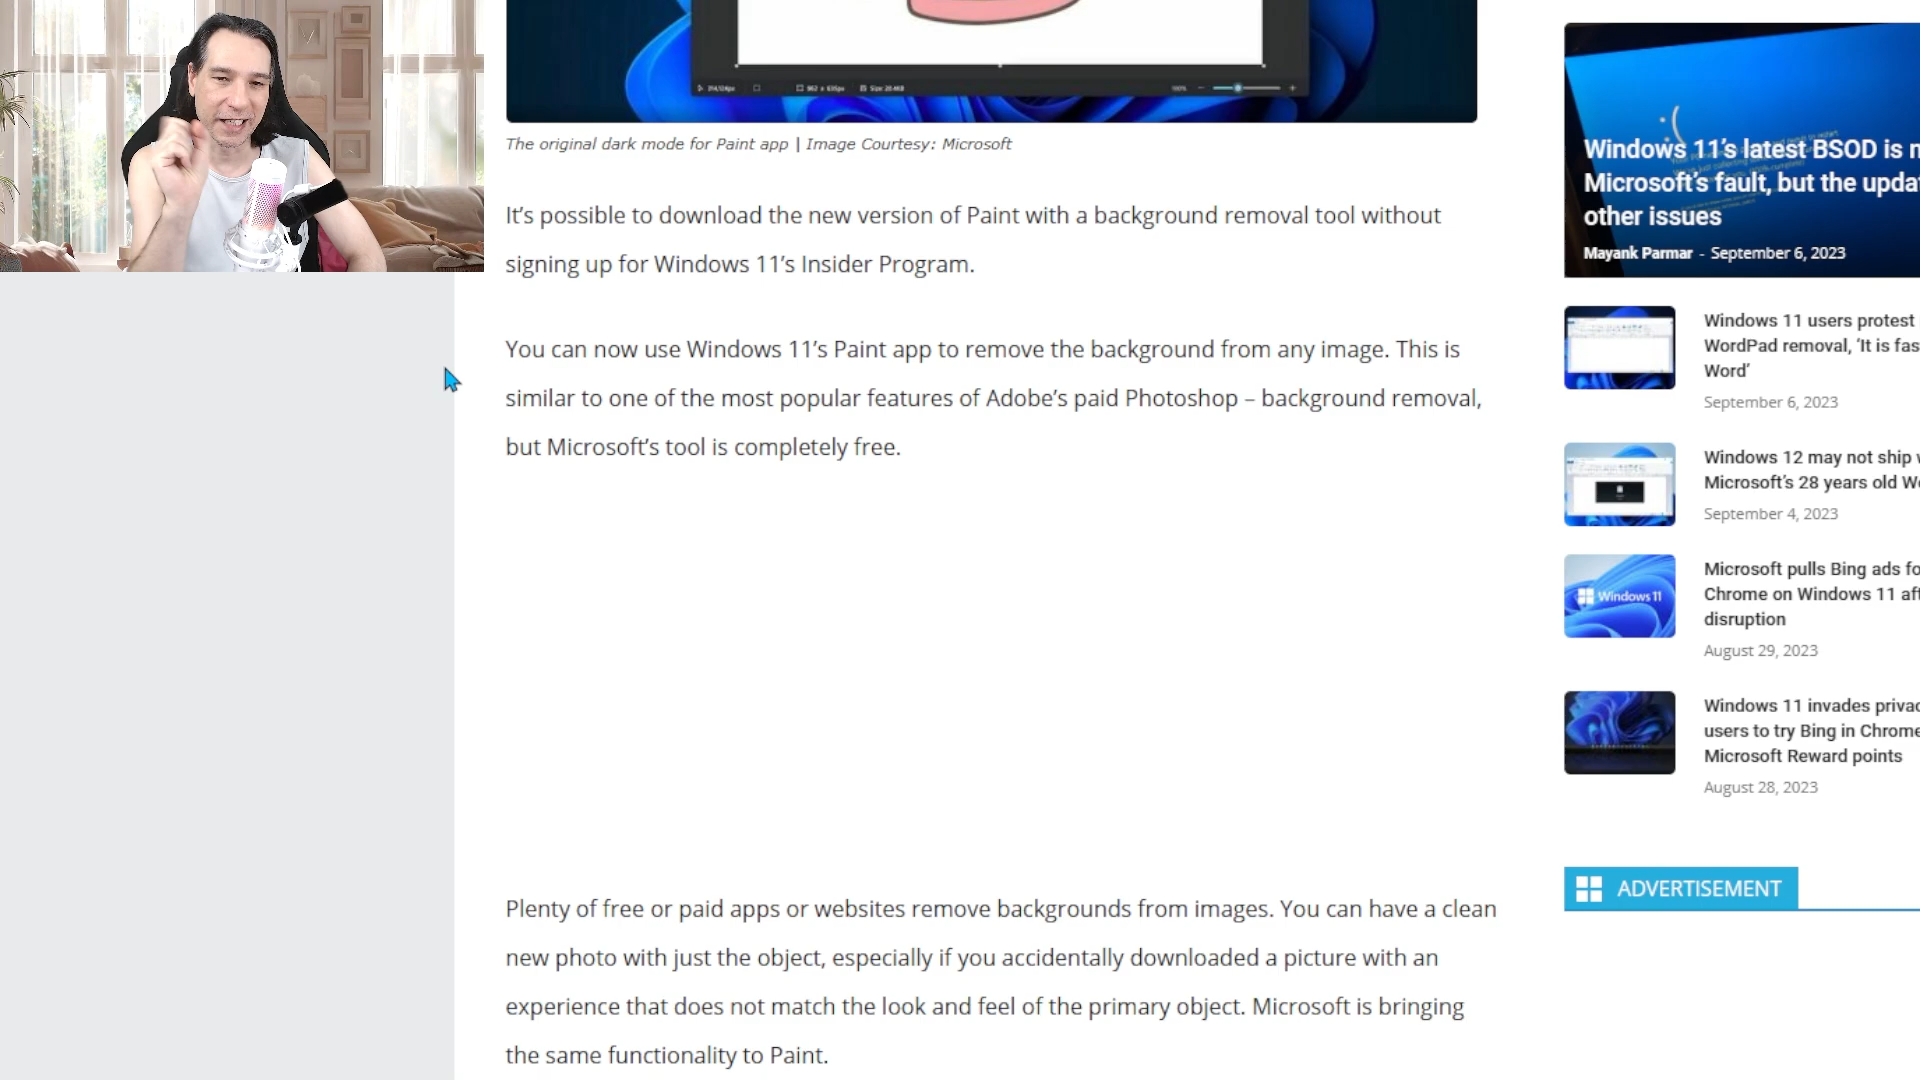 The original dark mode for Paint app | Image Courtesy: Microsoft
It’s possible to download the new version of Paint with a background removal tool without
signing up for Windows 11’s Insider Program.
You can now use Windows 11’s Paint app to remove the background from any image. This is
similar to one of the most popular features of Adobe’s paid Photoshop – background removal,
but Microsoft’s tool is completely free.
Plenty of free or paid apps or websites remove backgrounds from images. You can have a clean
new photo with just the object, especially if you accidentally downloaded a picture with an
experience that does not match the look and feel of the primary object. Microsoft is bringing
the same functionality to Paint.
:(
Windows 11’s latest BSOD is n
Microsoft’s fault, but the upda
other issues
Mayank Parmar - September 6, 2023
Windows 11 users protest
WordPad removal, ‘It is fas
Word’
September 6, 2023
Windows 12 may not ship
Microsoft’s 28 years old W
September 4, 2023
Windows 11
Microsoft pulls Bing ads fo
Chrome on Windows 11 aft
disruption
August 29, 2023
Windows 11 invades privac
users to try Bing in Chrome
Microsoft Reward points
August 28, 2023
ADVERTISEMENT